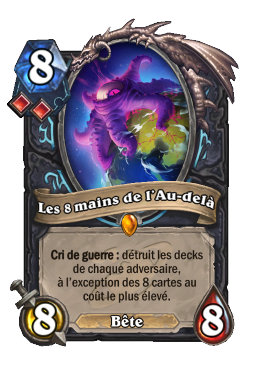 8
Les 8 mains de l'Au-delà
Cri de guerre : détruit les decks
de chaque adversaire,
à l'exception des 8 cartes au
coût le plus élevé.
8
Bête
8